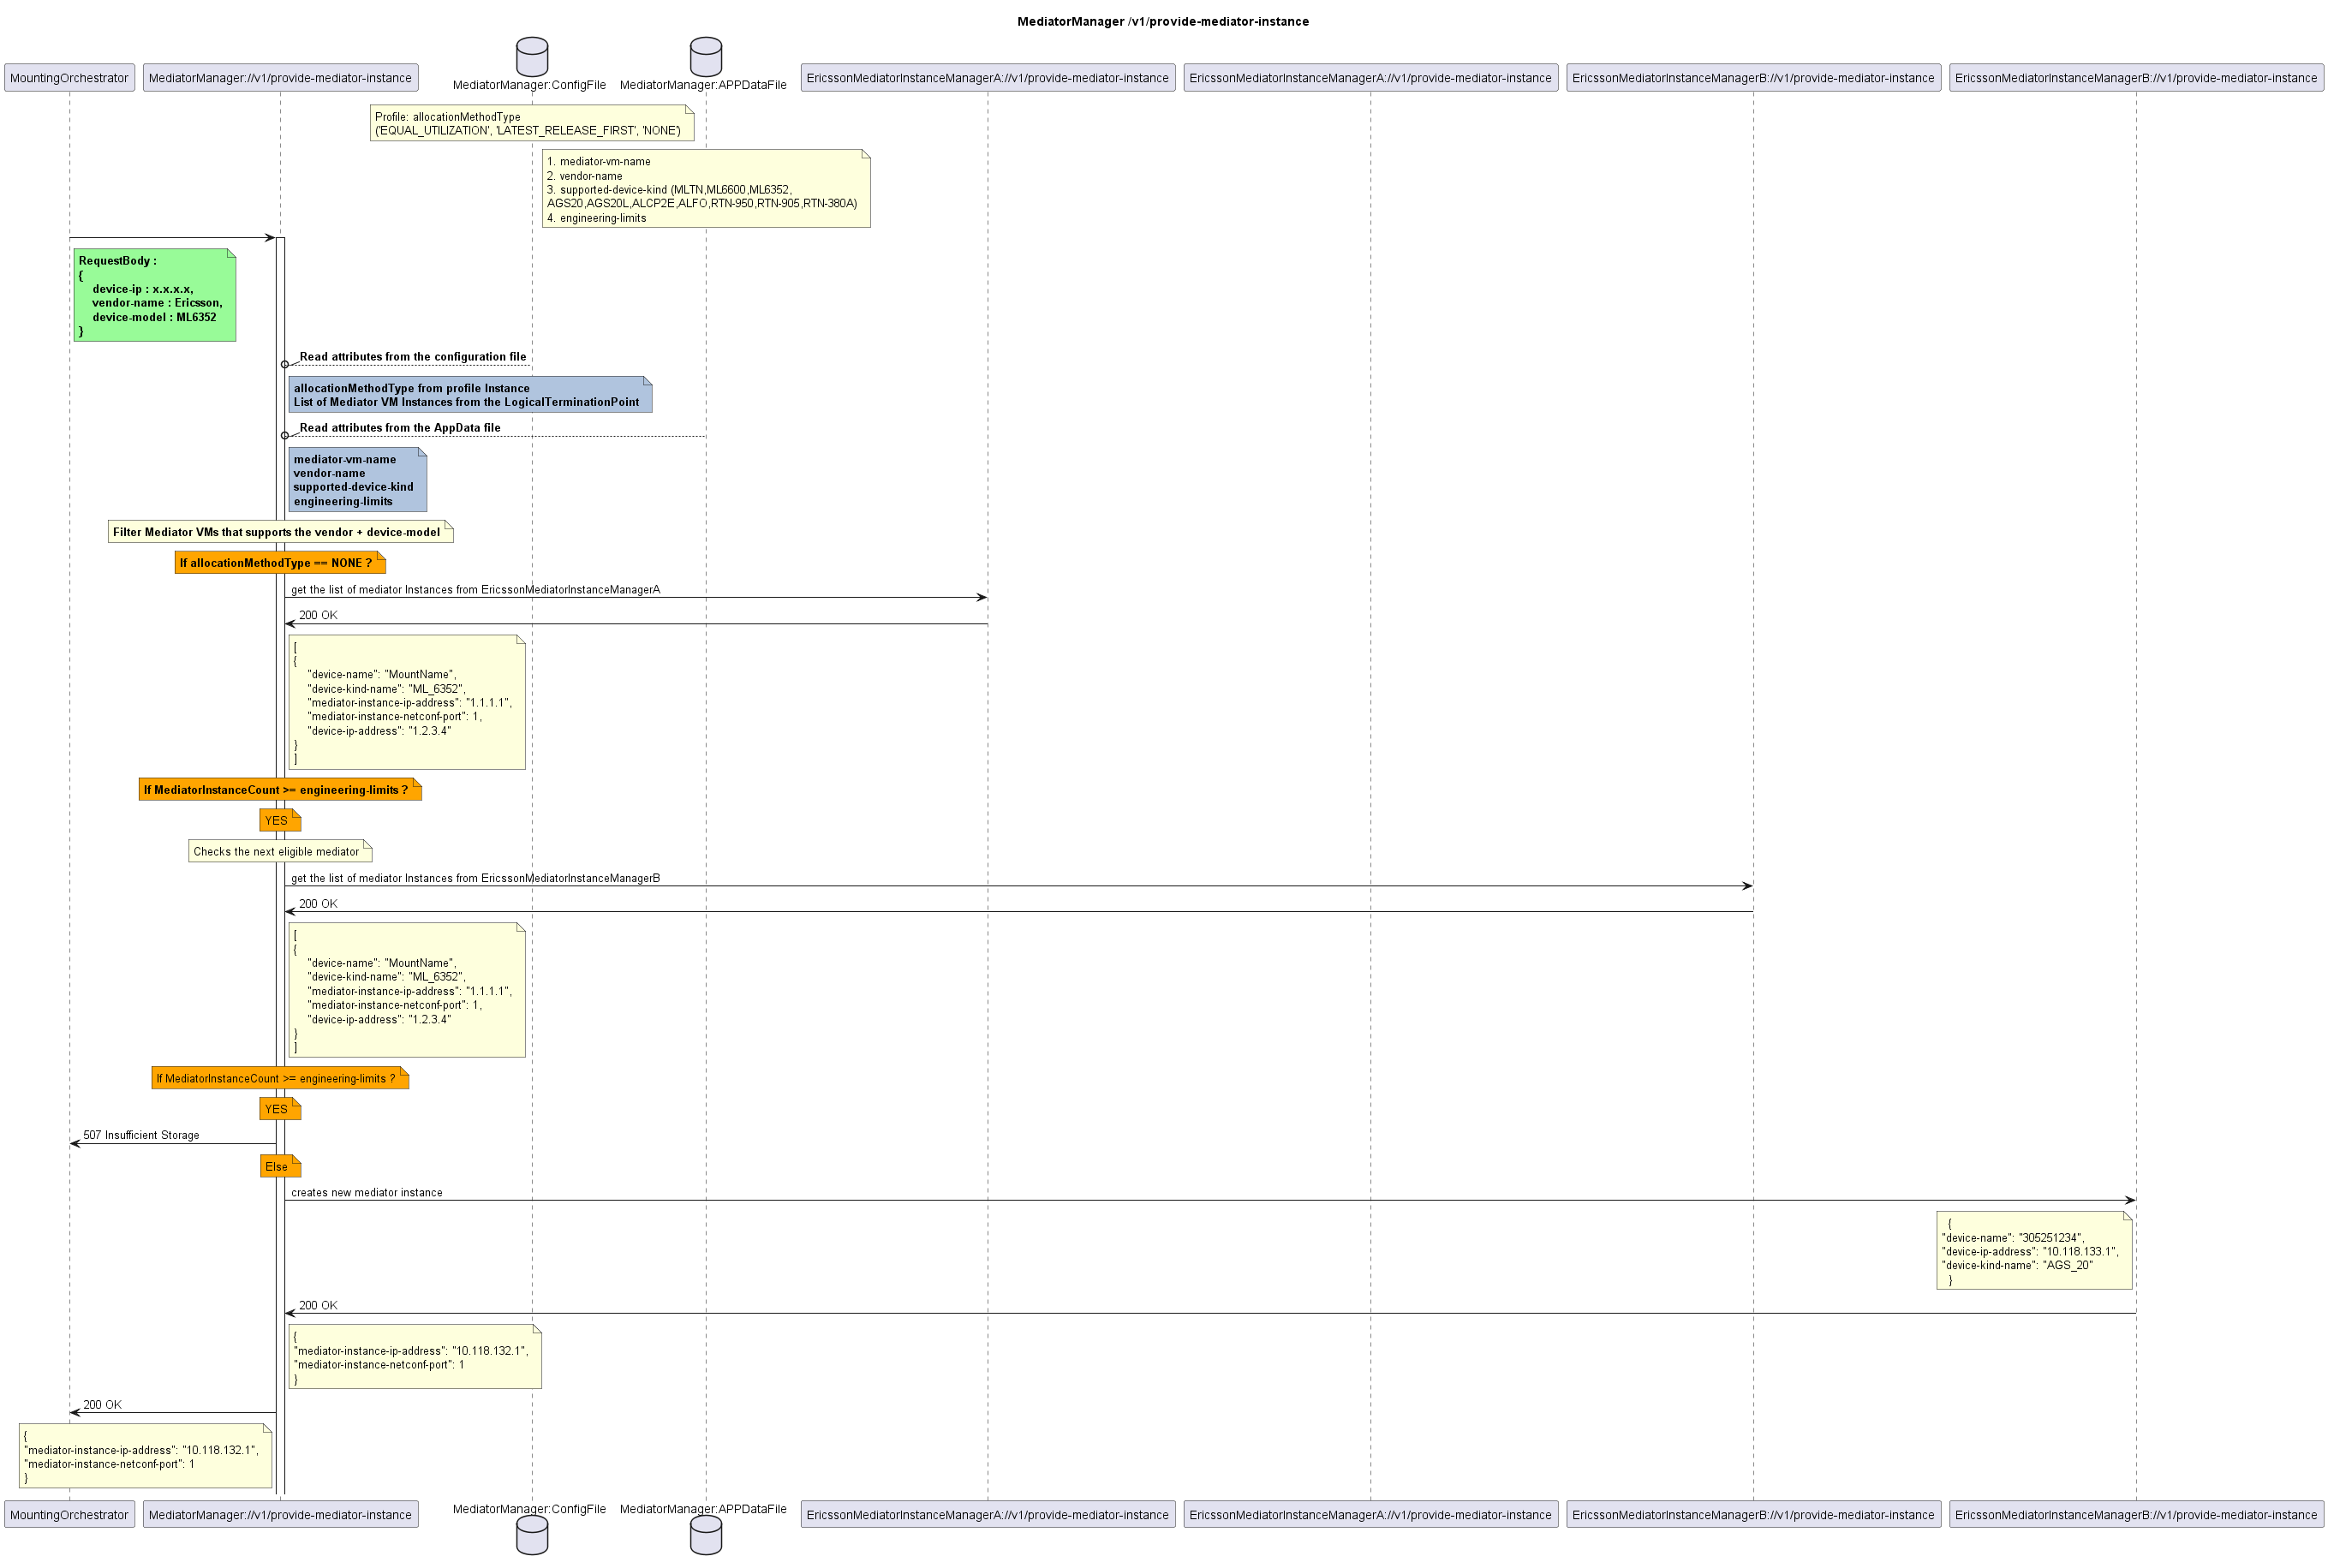 MediatorManager /v1/provide-mediator-instance
MountingOrchestrator
MediatorManager://v1/provide-mediator-instance
MediatorManager:ConfigFile
MediatorManager:APPDataFile
EricssonMediatorInstanceManagerA://v1/provide-mediator-instance
EricssonMediatorInstanceManagerA://v1/provide-mediator-instance
EricssonMediatorInstanceManagerB://v1/provide-mediator-instance
EricssonMediatorInstanceManagerB://v1/provide-mediator-instance
Profile: allocationMethodType
('EQUAL_UTILIZATION', 'LATEST_RELEASE_FIRST', 'NONE')
1. mediator-vm-name
2. vendor-name
3. supported-device-kind (MLTN,ML6600,ML6352,
AGS20,AGS20L,ALCP2E,ALFO,RTN-950,RTN-905,RTN-380A)
4. engineering-limits
RequestBody :
{
device-ip : x.x.x.x,
vendor-name : Ericsson,
device-model : ML6352
}
Read attributes from the configuration file
allocationMethodType from profile Instance
List of Mediator VM Instances from the LogicalTerminationPoint
Read attributes from the AppData file
mediator-vm-name
vendor-name
supported-device-kind
engineering-limits
Filter Mediator VMs that supports the vendor + device-model
If allocationMethodType == NONE ?
get the list of mediator Instances from EricssonMediatorInstanceManagerA
200 OK
[
{
"device-name": "MountName",
"device-kind-name": "ML_6352",
"mediator-instance-ip-address": "1.1.1.1",
"mediator-instance-netconf-port": 1,
"device-ip-address": "1.2.3.4"
}
]
If MediatorInstanceCount >= engineering-limits ?
YES
Checks the next eligible mediator
get the list of mediator Instances from EricssonMediatorInstanceManagerB
200 OK
[
{
"device-name": "MountName",
"device-kind-name": "ML_6352",
"mediator-instance-ip-address": "1.1.1.1",
"mediator-instance-netconf-port": 1,
"device-ip-address": "1.2.3.4"
}
]
If MediatorInstanceCount >= engineering-limits ?
YES
507 Insufficient Storage
Else
creates new mediator instance
{
"device-name": "305251234",
"device-ip-address": "10.118.133.1",
"device-kind-name": "AGS_20"
}
200 OK
{
"mediator-instance-ip-address": "10.118.132.1",
"mediator-instance-netconf-port": 1
}
200 OK
{
"mediator-instance-ip-address": "10.118.132.1",
"mediator-instance-netconf-port": 1
}
MountingOrchestrator
MediatorManager://v1/provide-mediator-instance
MediatorManager:ConfigFile
MediatorManager:APPDataFile
EricssonMediatorInstanceManagerA://v1/provide-mediator-instance
EricssonMediatorInstanceManagerA://v1/provide-mediator-instance
EricssonMediatorInstanceManagerB://v1/provide-mediator-instance
EricssonMediatorInstanceManagerB://v1/provide-mediator-instance